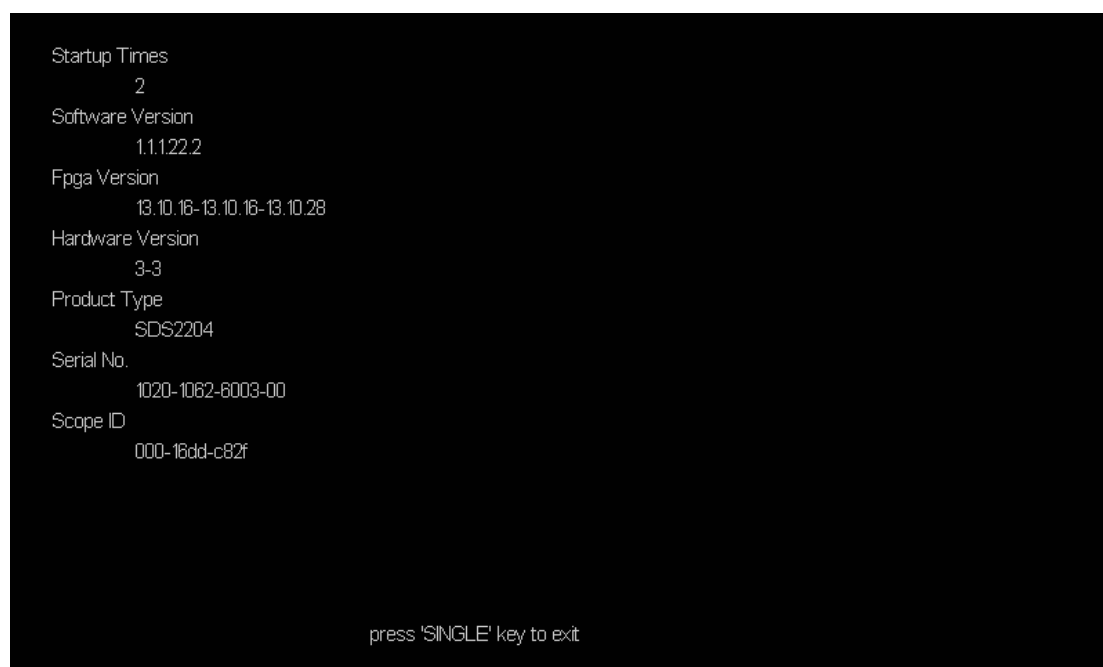 Startup Times
2
Software Version
1.1.1.22.2
Fpga Version
13.10.16-13.10.16-13.10.28
Hardware Version
3-3
Product Type
SDS2204
Serial No.
1020-1062-6003-00
Scope ID
000-16dd-c82f
press 'SINGLE' key to exit